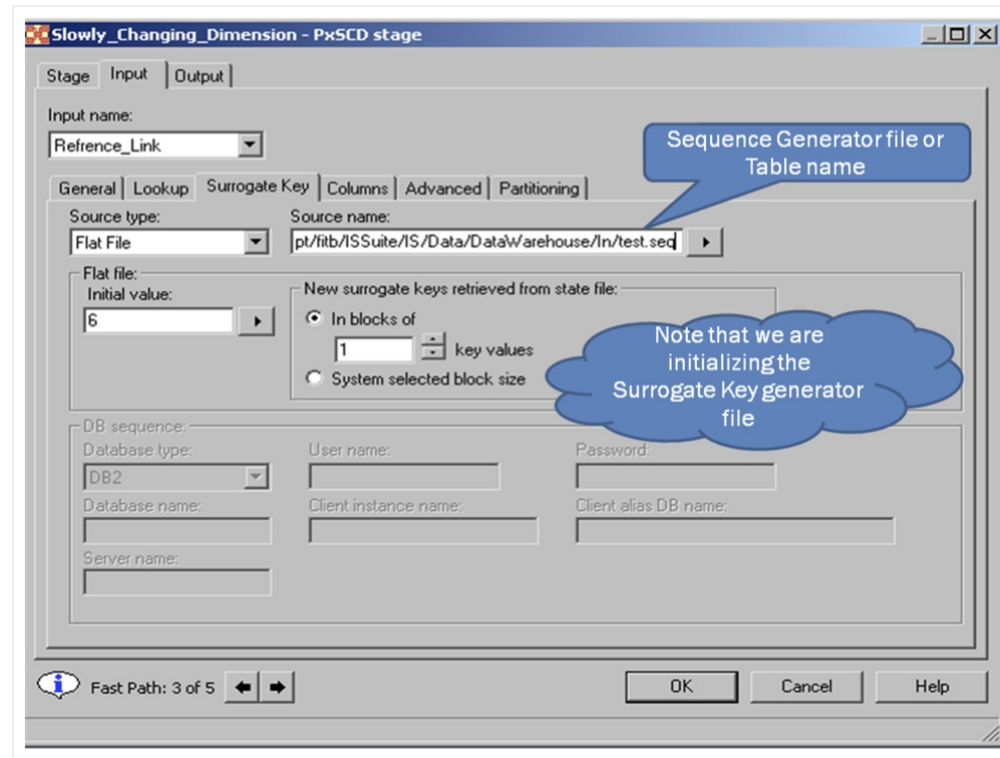 Slowly_Changing_Dimension - PxSCD stage
Stage Input Output
Input name:
Refrence_Link
Sequence Generator file or
Table name
General Lookup Surrogate Key Columns Advanced Partitioning
Source type:
Source name:
Flat File
pt/fitb/ISSuite/IS/Data/DataWarehouse/In/test.seq
Flat file:
Initial value:
6
New surrogate keys retrieved from state file:
In blocks of
1 key values
System selected block size
Note that we are
initializing the
Surrogate Key generator
file
DB sequence:
Database type:
User name:
Password:
DB2
Database name:
Client instance name:
Client alias DB name:
Server name:
Fast Path: 3 of 5
OK
Cancel
Help